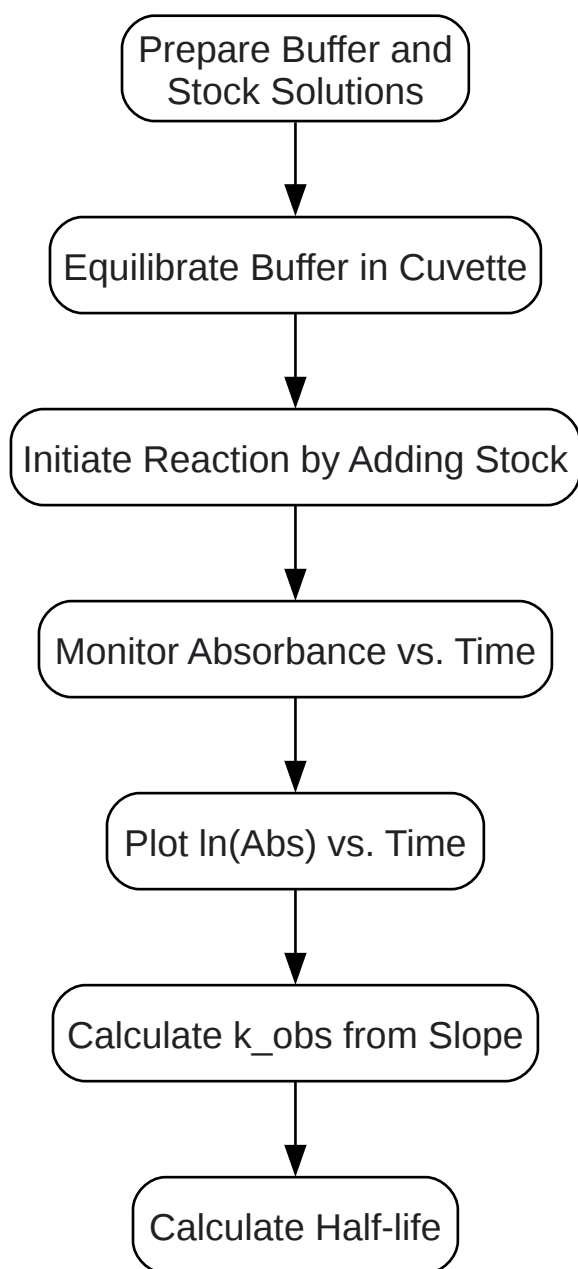 Prepare Buffer and
Stock Solutions
Equilibrate Buffer in Cuvette
Initiate Reaction by Adding Stock
Monitor Absorbance vs. Time
Plot ln(Abs) vs. Time
Calculate k_obs from Slope
Calculate Half-life